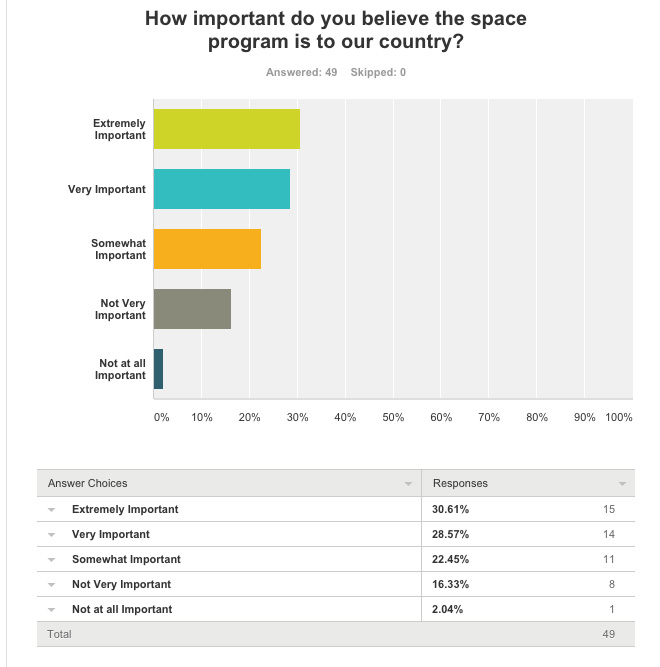 How important do you believe the space
program is to our country?
Answered: 49 Skipped: 0
Extremely
Important
Very Important
Somewhat
Important
Not Very
Important
Not at all
Important
0% 10% 20% 30% 40% 50% 60% 70% 80% 90% 100%
Answer Choices Responses
Extremely Important 30.61% 15
Very Important 28.57% 14
Somewhat Important 22.45% 11
Not Very Important 16.33% 8
Not at all Important 2.04% 1
Total 49